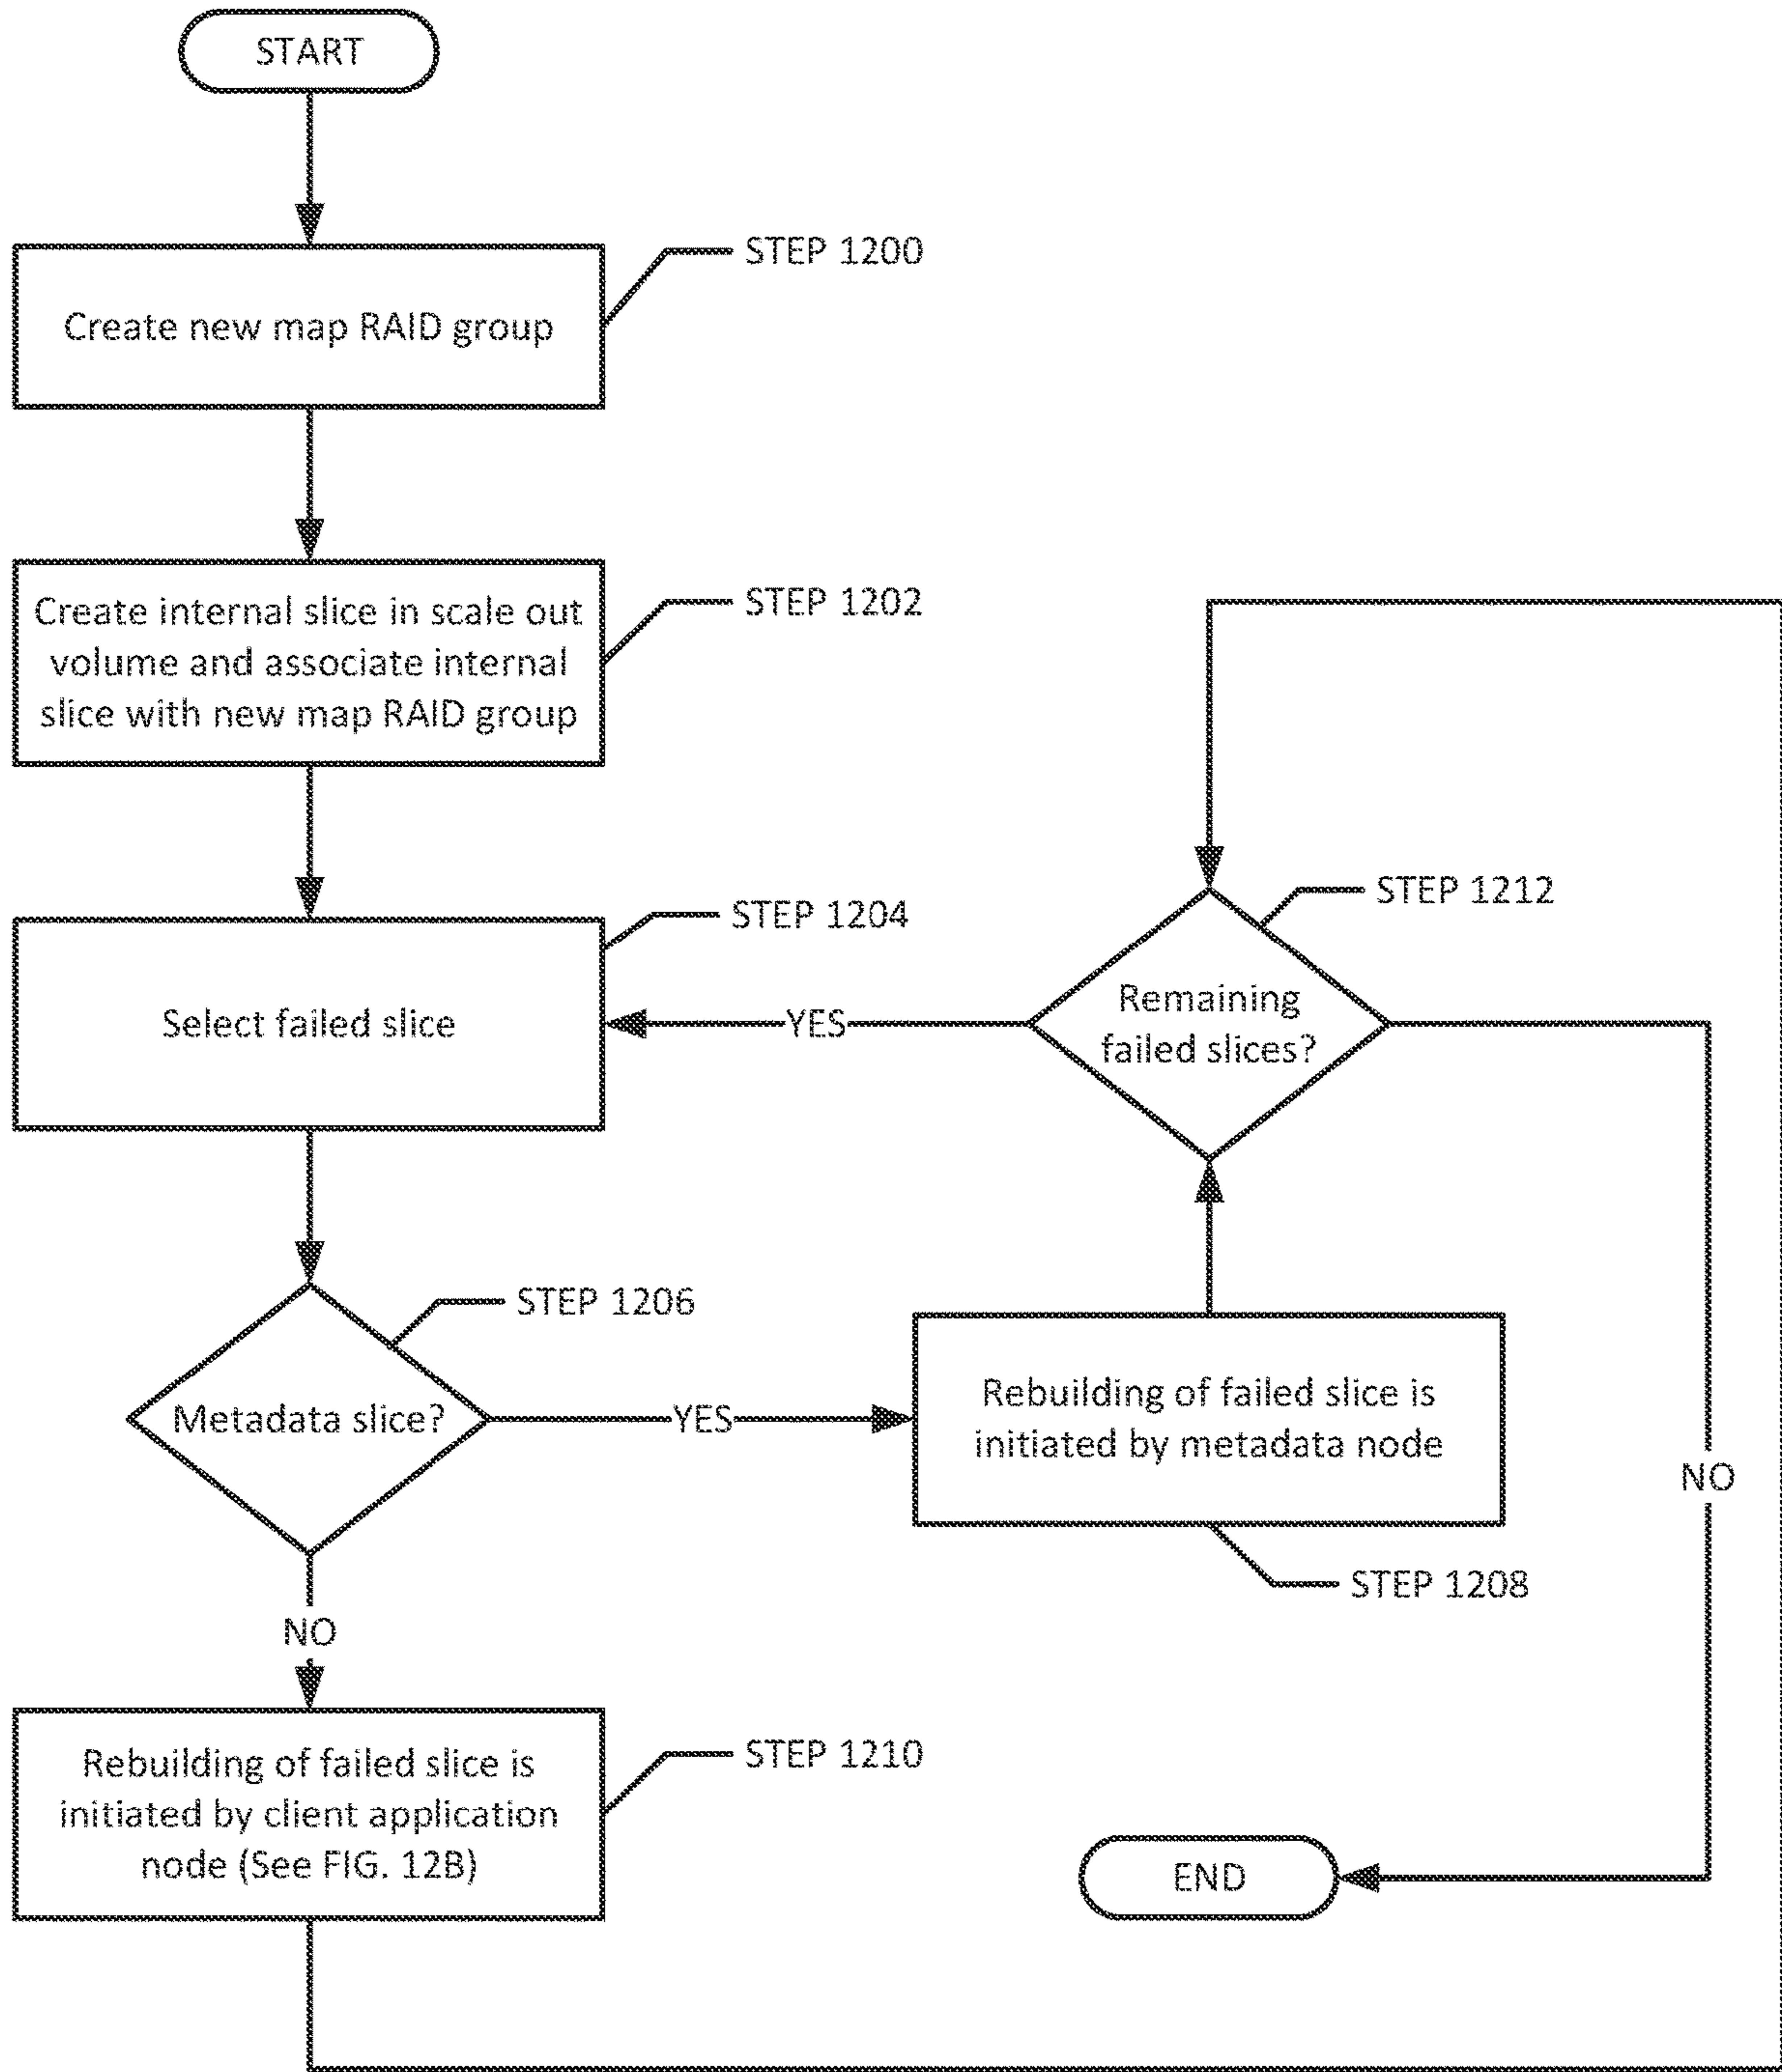 START
STEP 1200
Create new map RAID group
STEP 1202
Create internal slice in scale out
volume and associate internal
slice with new map RAID group
STEP 1204
Select failed slice
YES
STEP 1212
Remaining
failed slices?
STEP 1206
Metadata slice?
YES
Rebuilding of failed slice is
initiated by metadata node
NO
STEP 1208
NO
STEP 1210
Rebuilding of failed slice is
initiated by client application
node (See FIG. 12B)
END